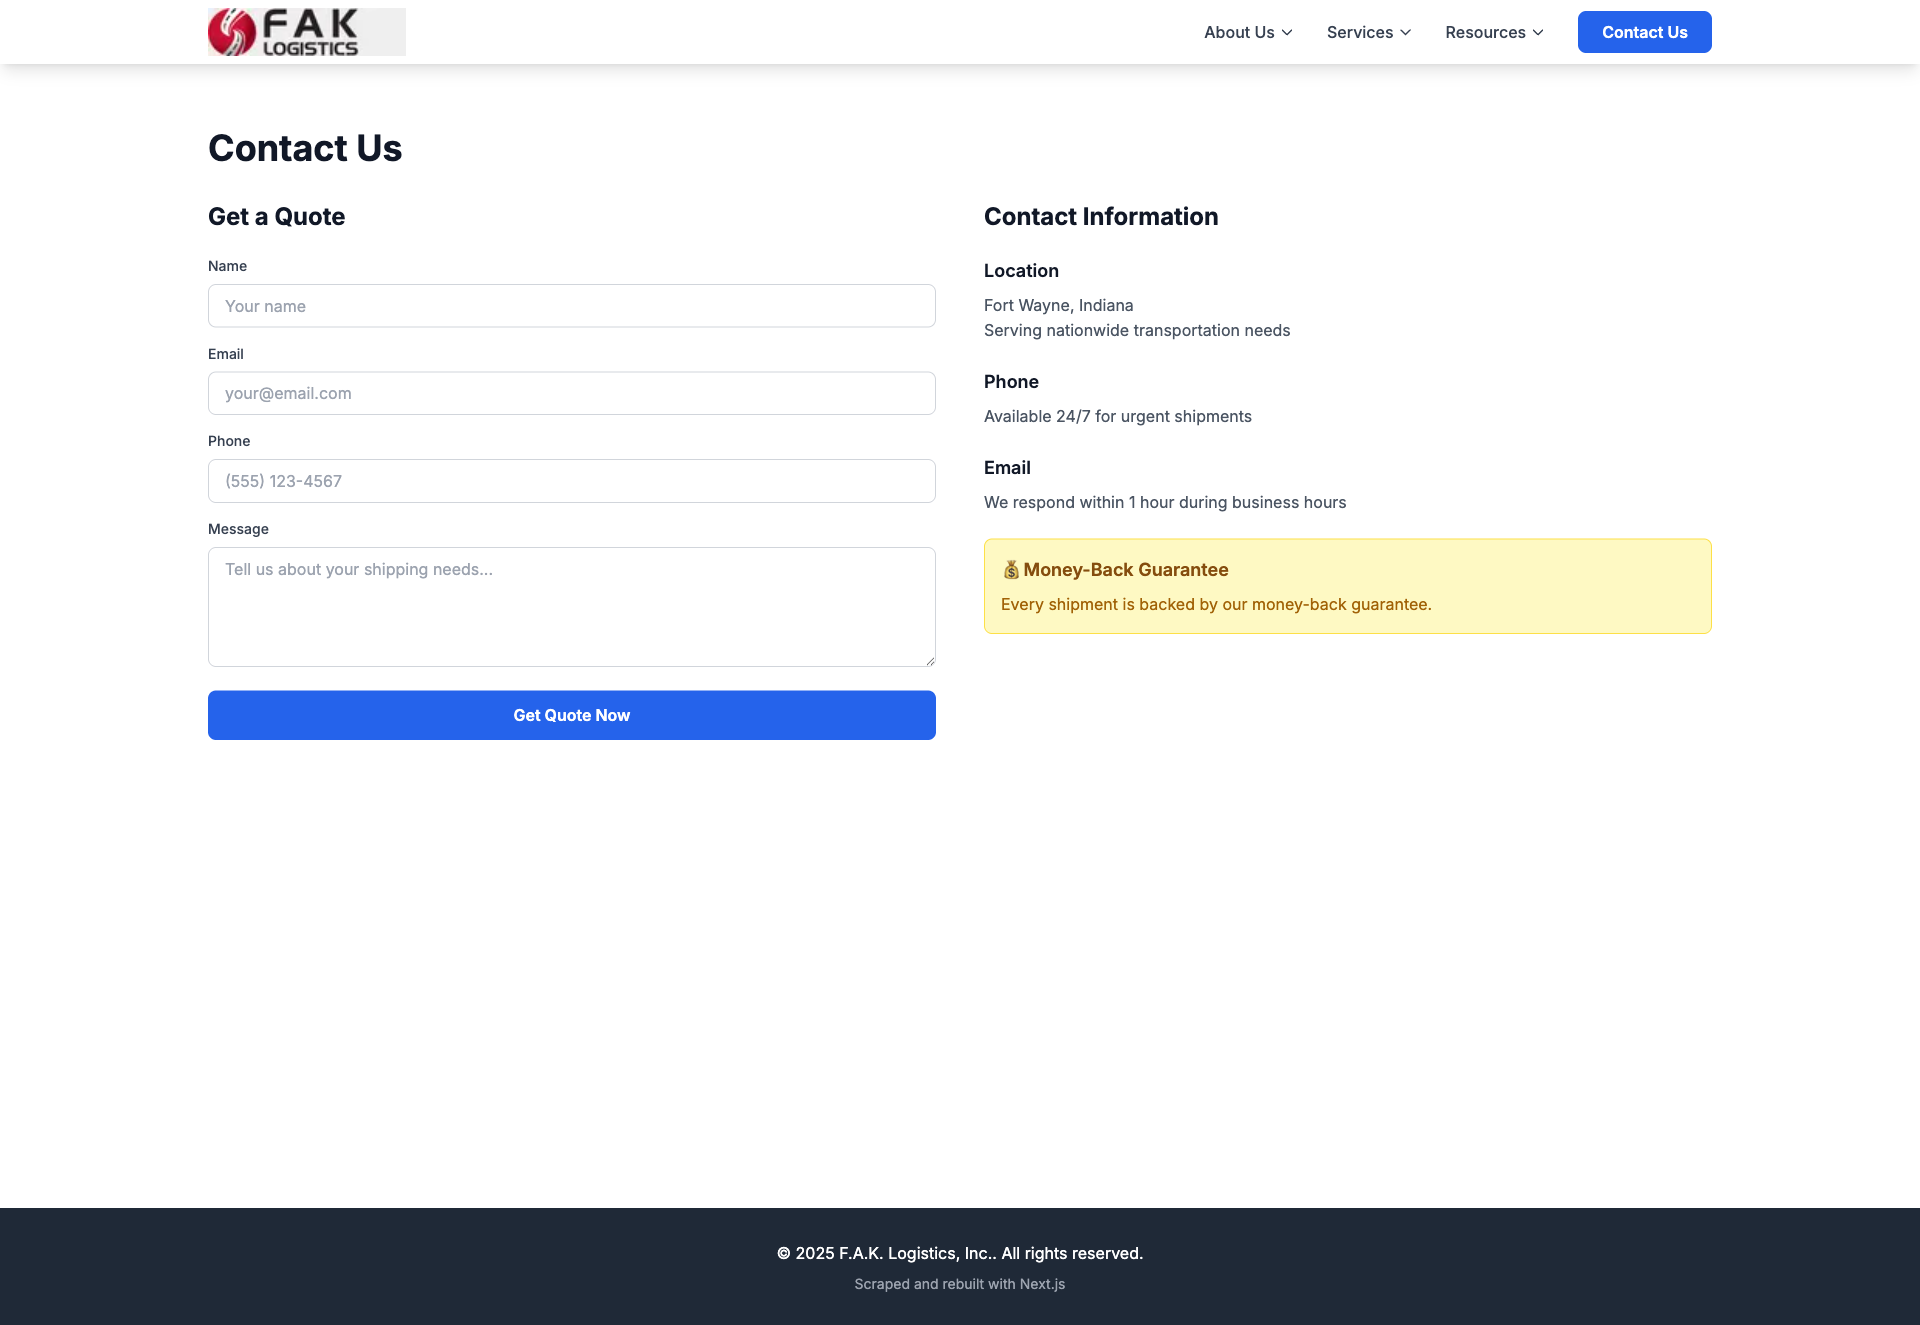 FAK
LOGISTICS
About Us
Services
Resources
Contact Us
Contact Us
Get a Quote
Name
Your name
Email
your@email.com
Phone
(555) 123-4567
Message
Tell us about your shipping needs...
Get Quote Now
Contact Information
Location
Fort Wayne, Indiana
Serving nationwide transportation needs
Phone
Available 24/7 for urgent shipments
Email
We respond within 1 hour during business hours
💰 Money-Back Guarantee
Every shipment is backed by our money-back guarantee.
© 2025 F.A.K. Logistics, Inc.. All rights reserved.
Scraped and rebuilt with Next.js